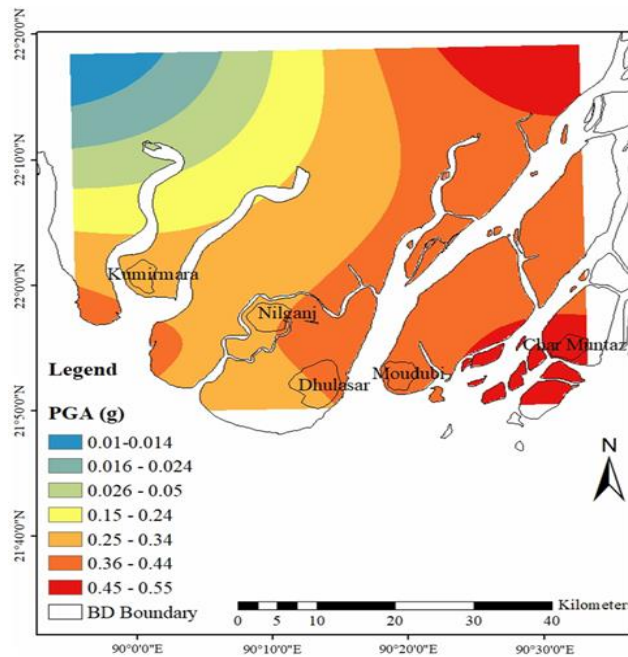 22°20'0"N
22°10'0"N
22°0'0"N
21°50'0"N
21°40'0"N
Kumirmara
Nilganj
Dhulasar
Moudubi
Char Muntaz
Legend
PGA (g)
0.01-0.014
0.016 - 0.024
0.026 - 0.05
0.15 - 0.24
0.25 - 0.34
0.36 - 0.44
0.45 - 0.55
BD Boundary
N
Kilometer
0 5 10 20 30 40
90°0'0"E 90°10'0"E 90°20'0"E 90°30'0"E